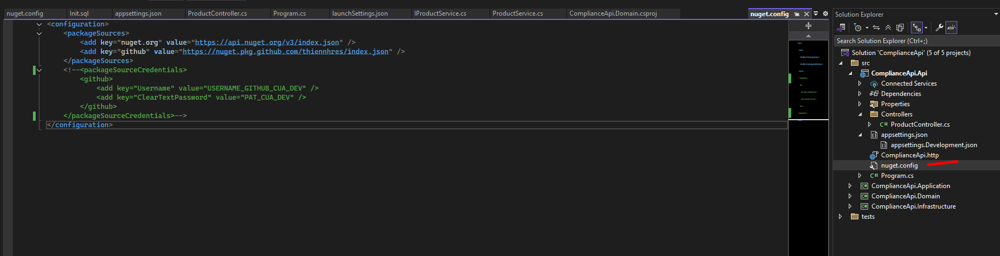 nuget.config Init.sql appsettings.json ProductController.cs Program.cs launchSettings.json IProductService.cs ProductService.cs ComplianceApi.Domain.csproj nuget.config
<configuration>
<packageSources>
<add key="nuget.org" value="https://api.nuget.org/v3/index.json" />
<add key="github" value="https://nuget.pkg.github.com/thiennhres/index.json" />
</packageSources>
<!--<packageSourceCredentials>
<github>
<add key="Username" value="USERNAME_GITHUB_CUA_DEV" />
<add key="ClearTextPassword" value="PAT_CUA_DEV" />
</github>
</packageSourceCredentials>-->
</configuration>
Solution Explorer
Search Solution Explorer (Ctrl+;)
Solution 'ComplianceApi' (5 of 5 projects)
src
ComplianceApi.Api
Connected Services
Dependencies
Properties
Controllers
C# ProductController.cs
appsettings.json
appsettings.Development.json
ComplianceApi.http
nuget.config
C# Program.cs
C# ComplianceApi.Application
C# ComplianceApi.Domain
C# ComplianceApi.Infrastructure
tests